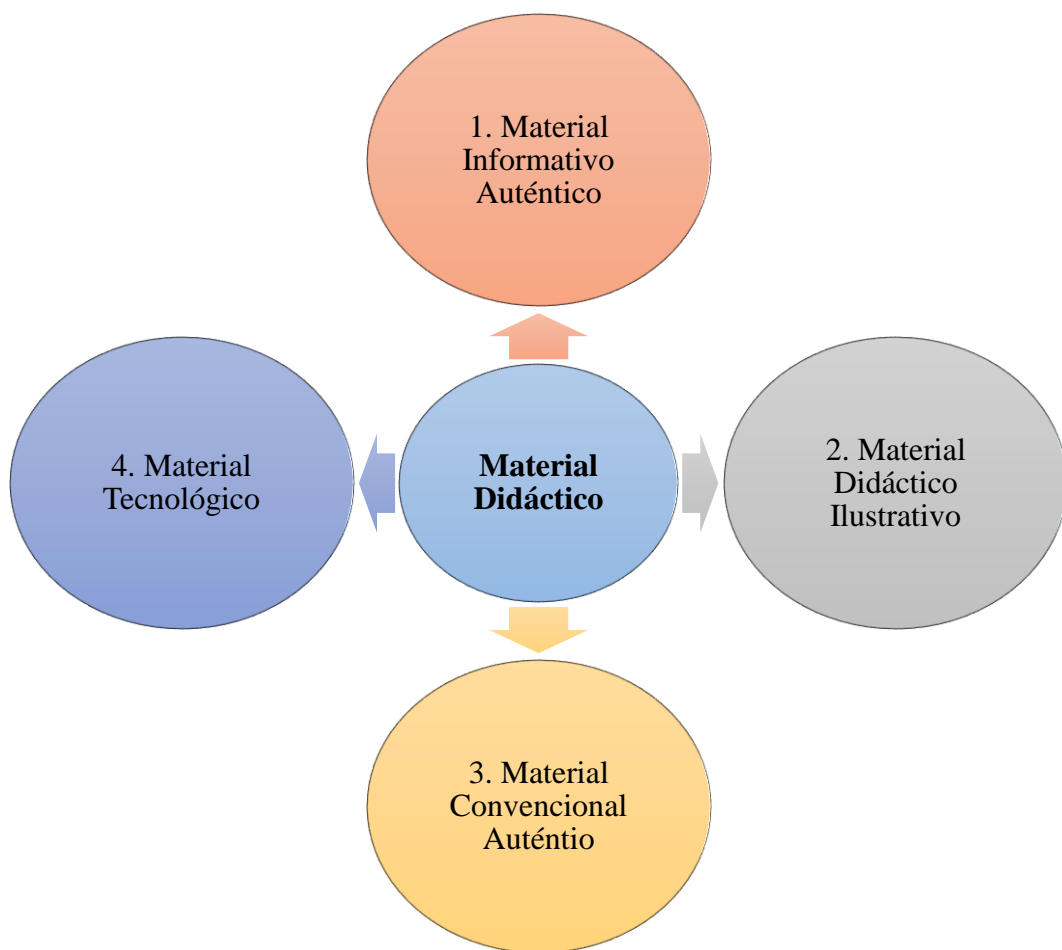 1. Material
Informativo
Auténtico
4. Material
Tecnológico
Material
Didáctico
2. Material
Didáctico
Ilustrativo
3. Material
Convencional
Auténtio